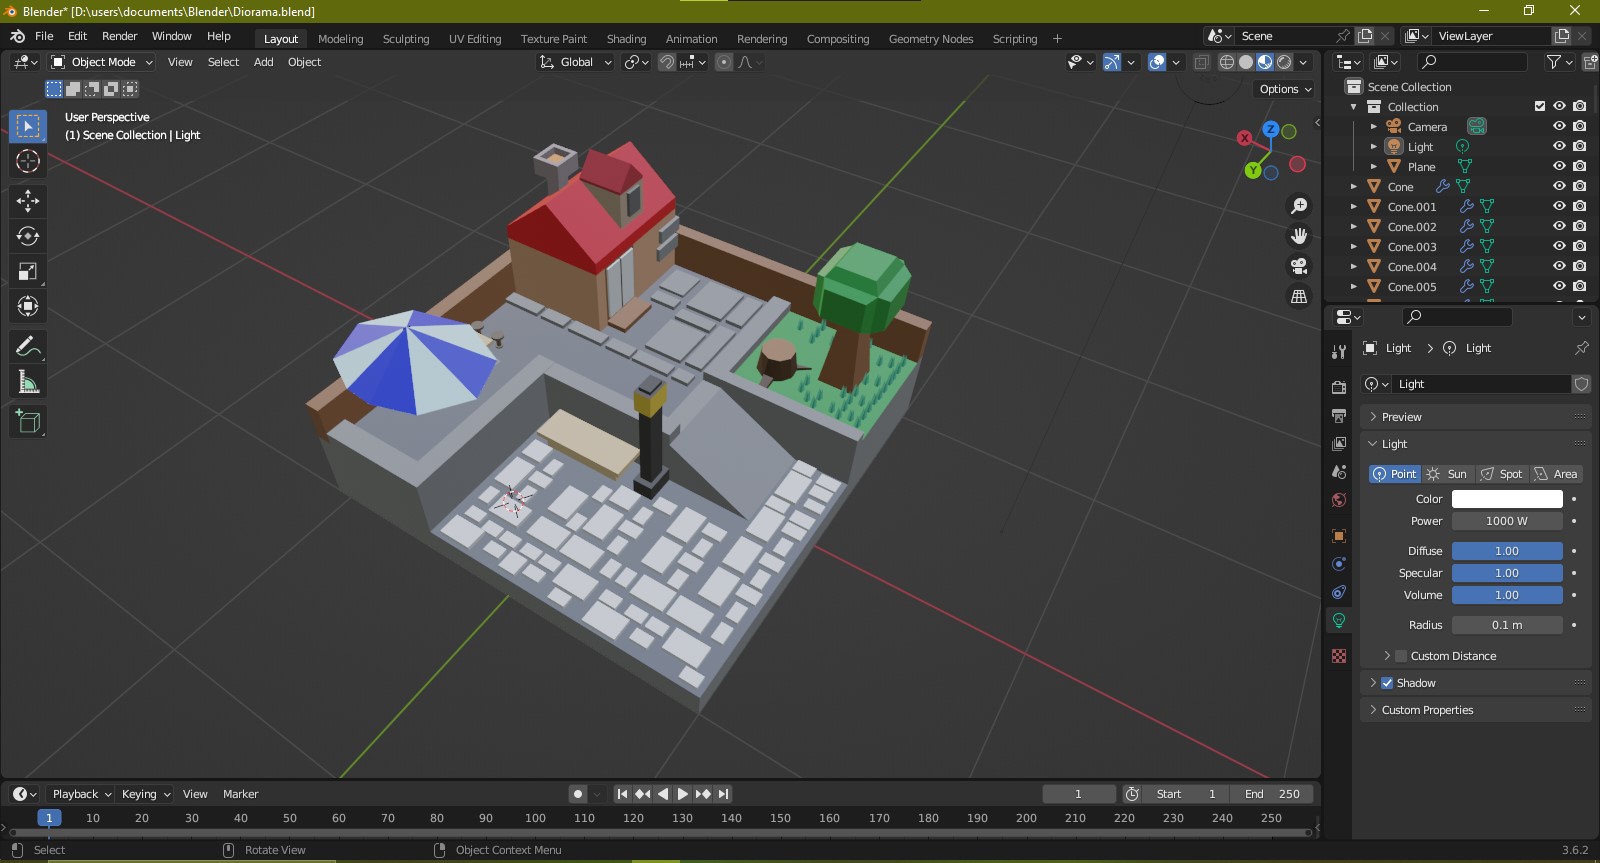 Blender* [D:\users\documents\Blender\Diorama.blend]
File Edit Render Window Help Layout Modeling Sculpting UV Editing Texture Paint Shading Animation Rendering Compositing Geometry Nodes Scripting + Scene ViewLayer
Object Mode View Select Add Object Global
Options
User Perspective
(1) Scene Collection | Light
X Z Y
Scene Collection
Collection
Camera
Light
Plane
Cone
Cone.001
Cone.002
Cone.003
Cone.004
Cone.005
Light > Light
Light
Preview
Light
Point Sun Spot Area
Color
Power 1000 W
Diffuse 1.00
Specular 1.00
Volume 1.00
Radius 0.1 m
Custom Distance
Shadow
Custom Properties
Playback Keying View Marker 1 Start 1 End 250
1 10 20 30 40 50 60 70 80 90 100 110 120 130 140 150 160 170 180 190 200 210 220 230 240 250
Select Rotate View Object Context Menu 3.6.2